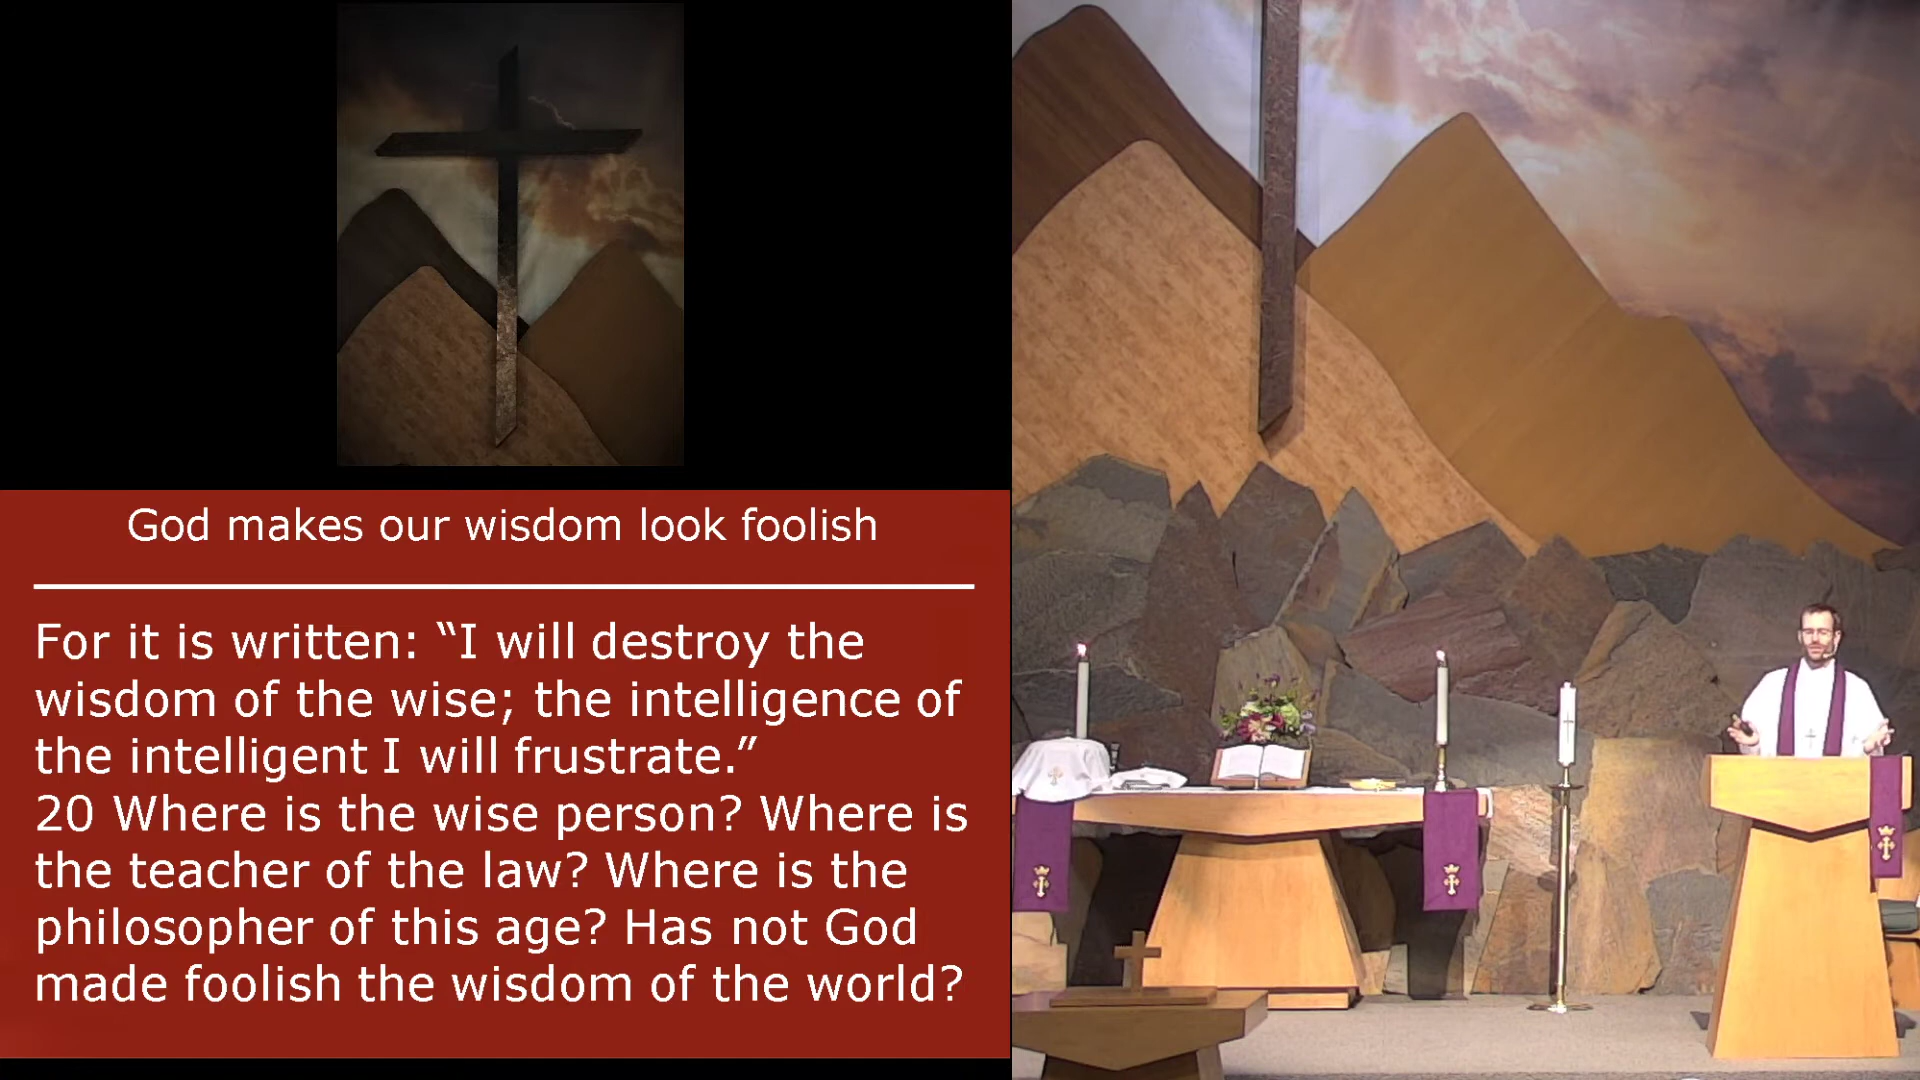 God makes our wisdom look foolish
For it is written: “I will destroy the
wisdom of the wise; the intelligence of
the intelligent I will frustrate.”
20 Where is the wise person? Where is
the teacher of the law? Where is the
philosopher of this age? Has not God
made foolish the wisdom of the world?